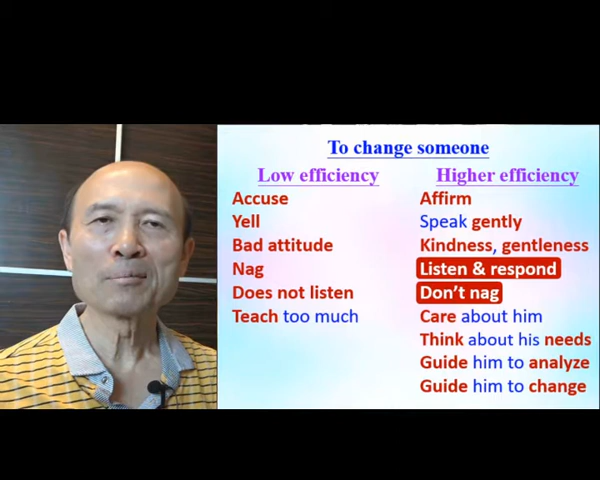 To change someone
Low efficiency
Accuse
Yell
Bad attitude
Nag
Does not listen
Teach too much
Higher efficiency
Affirm
Speak gently
Kindness, gentleness
Listen & respond
Don't nag
Care about him
Think about his needs
Guide him to analyze
Guide him to change